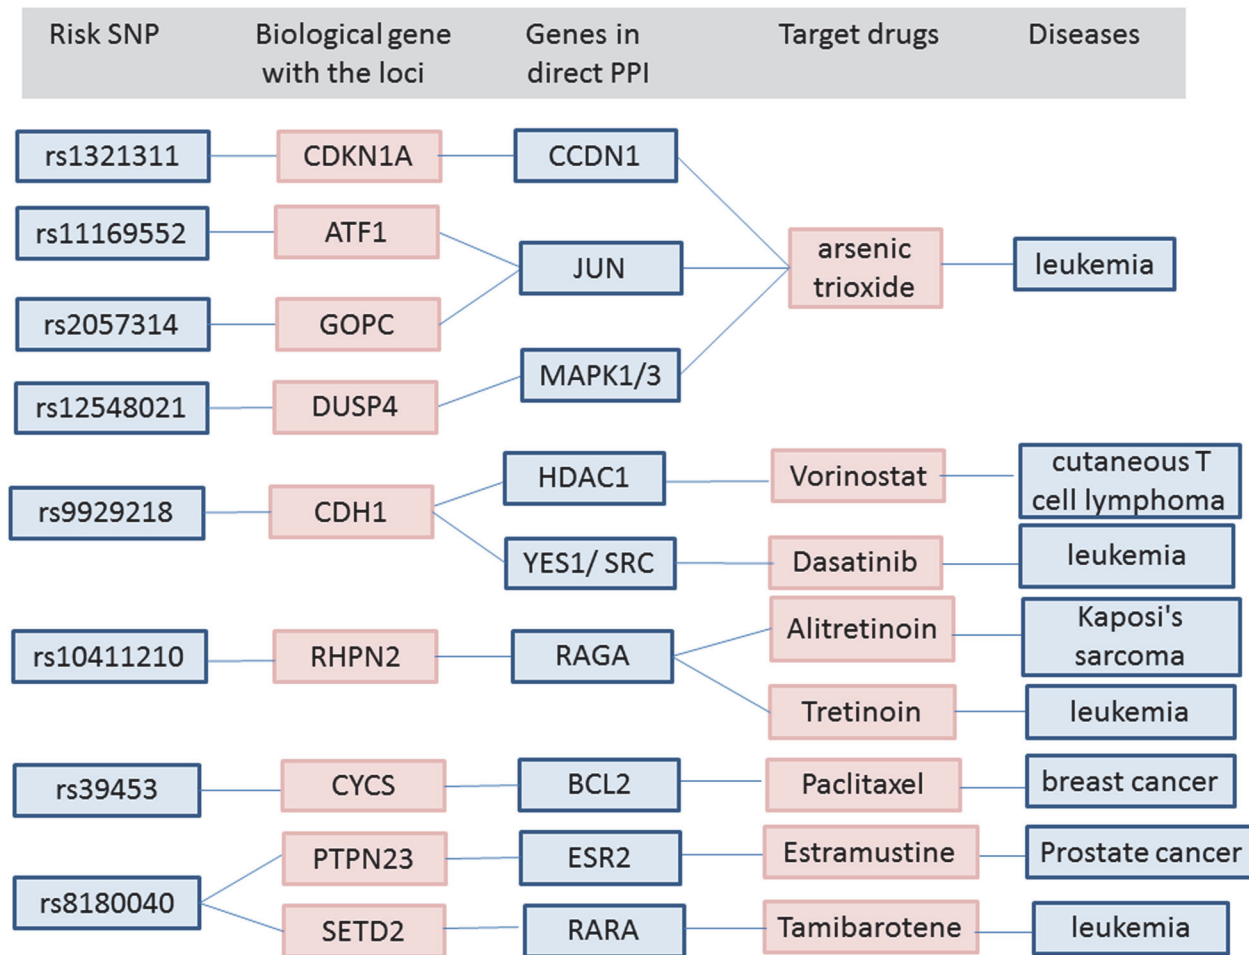 Risk SNP
Biological gene
with the loci
Genes in
direct PPI
Target drugs
Diseases
rs1321311
CDKN1A
CCDN1
rs11169552
ATF1
JUN
arsenic
trioxide
leukemia
rs2057314
GOPC
rs12548021
DUSP4
MAPK1/3
rs9929218
CDH1
HDAC1
Vorinostat
cutaneous T
cell lymphoma
YES1/ SRC
Dasatinib
leukemia
rs10411210
RHPN2
RAGA
Alitretinoin
Kaposi's
sarcoma
Tretinoin
leukemia
rs39453
CYCS
BCL2
Paclitaxel
breast cancer
rs8180040
PTPN23
ESR2
Estramustine
Prostate cancer
SETD2
RARA
Tamibarotene
leukemia